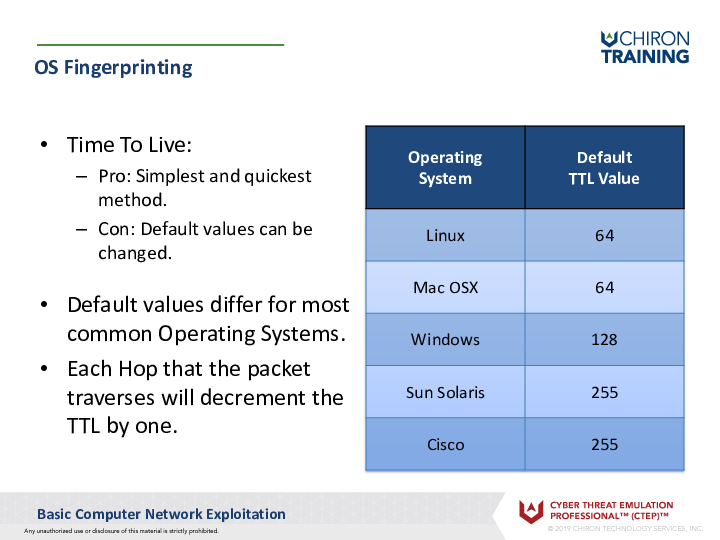 CHIRON
TRAINING
OS Fingerprinting
• Time To Live:
– Pro: Simplest and quickest
method.
– Con: Default values can be
changed.
• Default values differ for most
common Operating Systems.
• Each Hop that the packet
traverses will decrement the
TTL by one.
Operating
System
Default
TTL Value
Linux 64
Mac OSX 64
Windows 128
Sun Solaris 255
Cisco 255
Basic Computer Network Exploitation
Any unauthorized use or disclosure of this material is strictly prohibited.
CYBER THREAT EMULATION
PROFESSIONAL™ (CTEP)™
© 2019 CHIRON TECHNOLOGY SERVICES, INC.